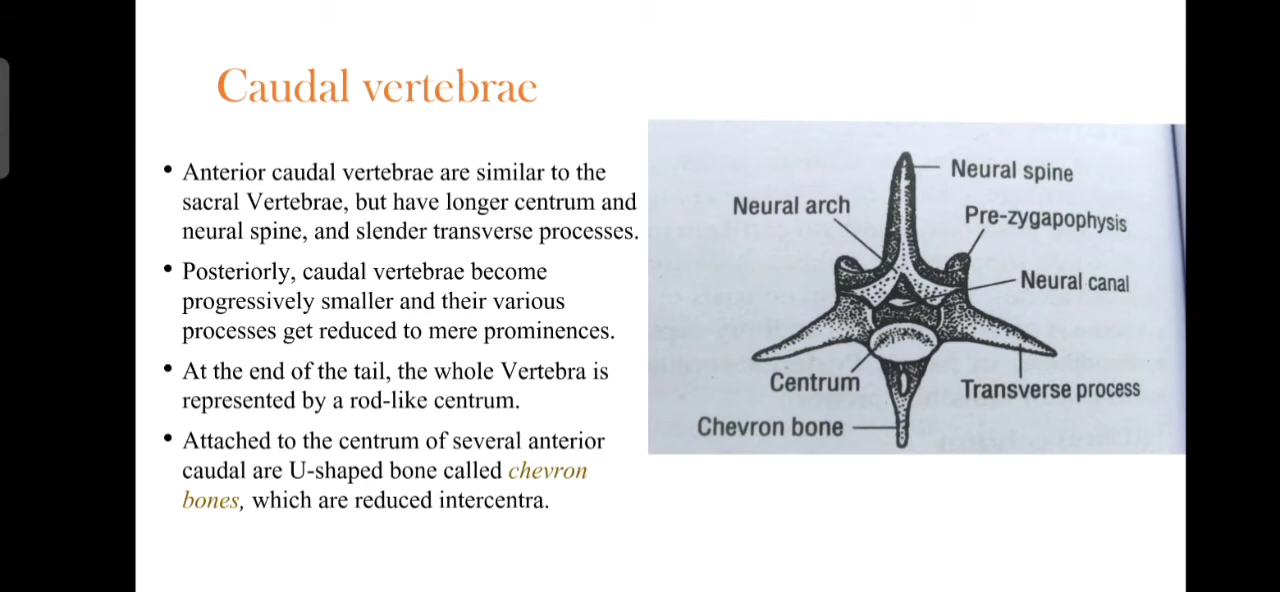 Caudal vertebrae
• Anterior caudal vertebrae are similar to the
sacral Vertebrae, but have longer centrum and
neural spine, and slender transverse processes.
• Posteriorly, caudal vertebrae become
progressively smaller and their various
processes get reduced to mere prominences.
• At the end of the tail, the whole Vertebra is
represented by a rod-like centrum.
• Attached to the centrum of several anterior
caudal are U-shaped bone called chevron
bones, which are reduced intercentra.
Neural spine
Neural arch
Pre-zygapophysis
Neural canal
Centrum
Transverse process
Chevron bone